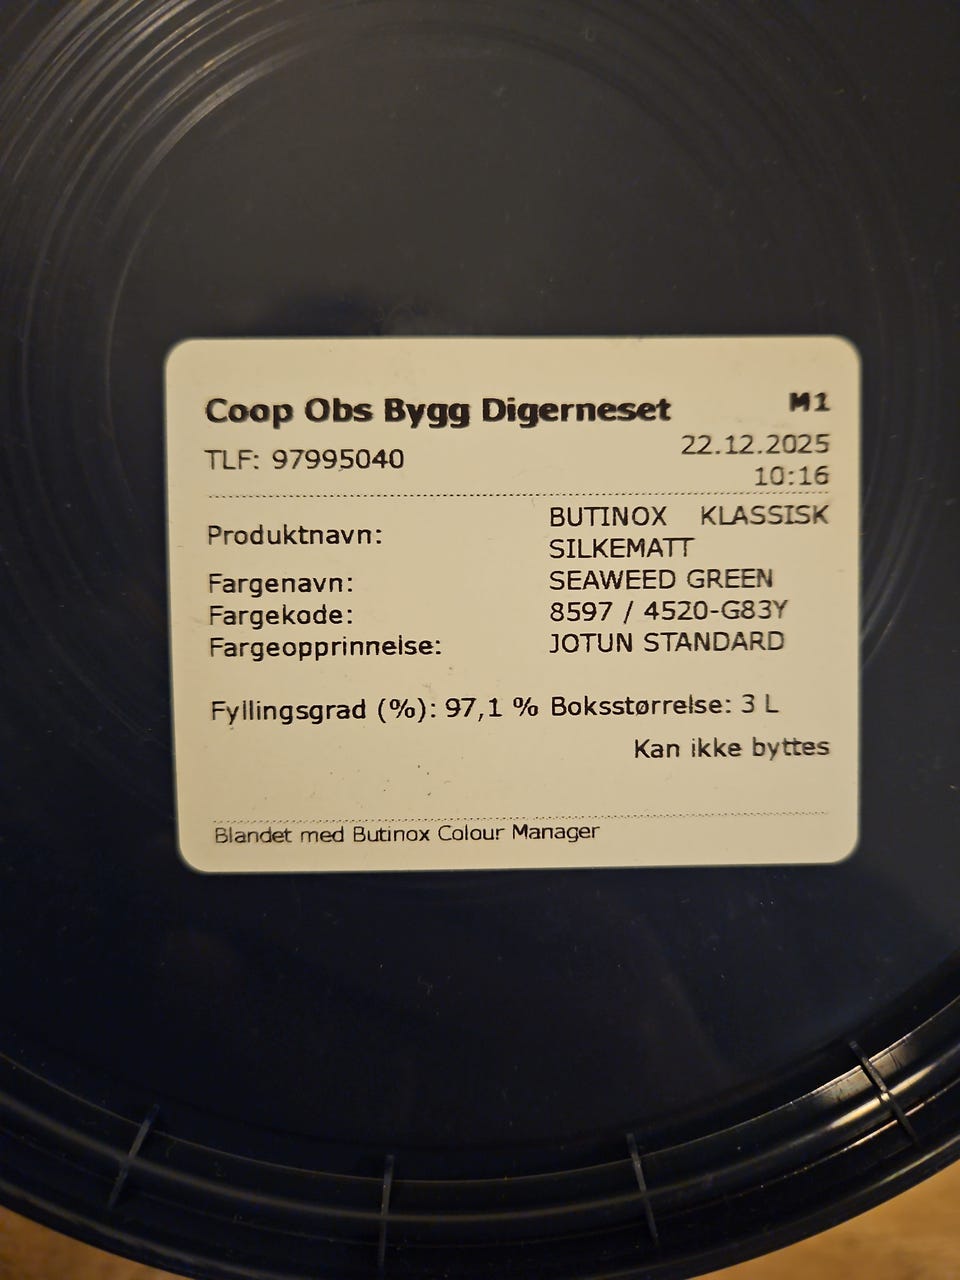 Coop Obs Bygg Digerneset M1
TLF: 97995040 22.12.2025
10:16
Produktnavn: BUTINOX KLASSISK
SILKEMATT
Fargenavn: SEAWEED GREEN
Fargekode: 8597 / 4520-G83Y
Fargeopprinnelse: JOTUN STANDARD
Fyllingsgrad (%): 97,1 % Boksstørrelse: 3 L
Kan ikke byttes
Blandet med Butinox Colour Manager